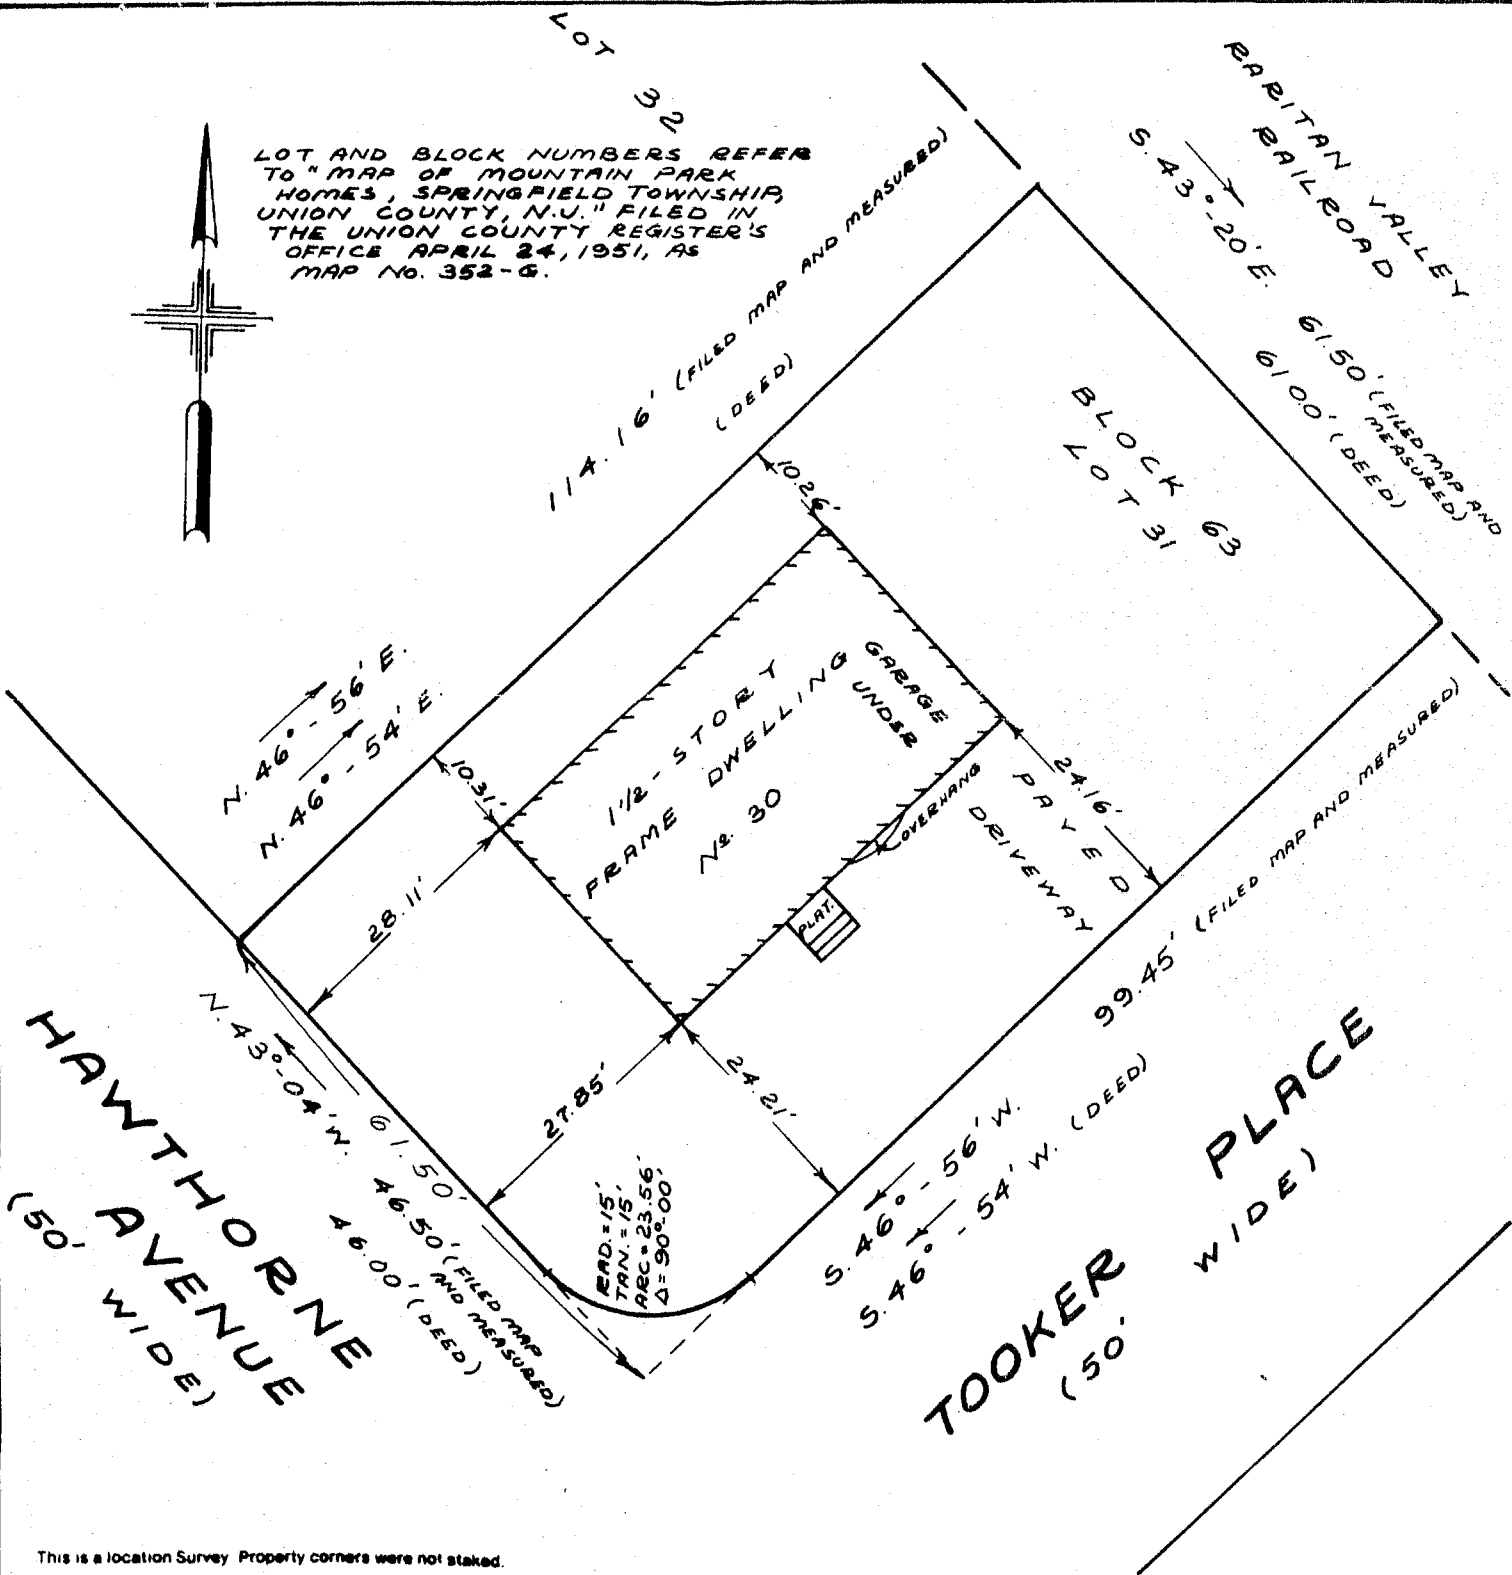 LOT 32
LOT AND BLOCK NUMBERS REFER
TO "MAP OF MOUNTAIN PARK
HOMES, SPRINGFIELD TOWNSHIP,
UNION COUNTY, N.J." FILED IN
THE UNION COUNTY REGISTER'S
OFFICE APRIL 24, 1951, AS
MAP No. 352-G.
RARITAN VALLEY
RAILROAD
S. 43°-20' E. 61.50' (FILED MAP AND
MEASURED)
61.00' (DEED)
114.16' (FILED MAP AND MEASURED)
(DEED)
N. 46°-56' E.
N. 46°-54' E.
BLOCK 63
LOT 31
10.26'
10.31'
1 1/2-STORY
FRAME DWELLING
No. 30
GARAGE
UNDER
OVERHANG
PLAT.
PAVED
DRIVEWAY
24.16'
28.11'
27.85'
24.21'
99.45' (FILED MAP AND MEASURED)
S. 46°-56' W.
S. 46°-54' W. (DEED)
RAD.=15'
TAN.=15'
ARC=23.56'
Δ=90°-00'
N. 43°-04' W. 61.50'
46.50' (FILED MAP
AND MEASURED)
46.00' (DEED)
HAWTHORNE
AVENUE
(50' WIDE)
TOOKER PLACE
(50' WIDE)
This is a location Survey Property corners were not staked.